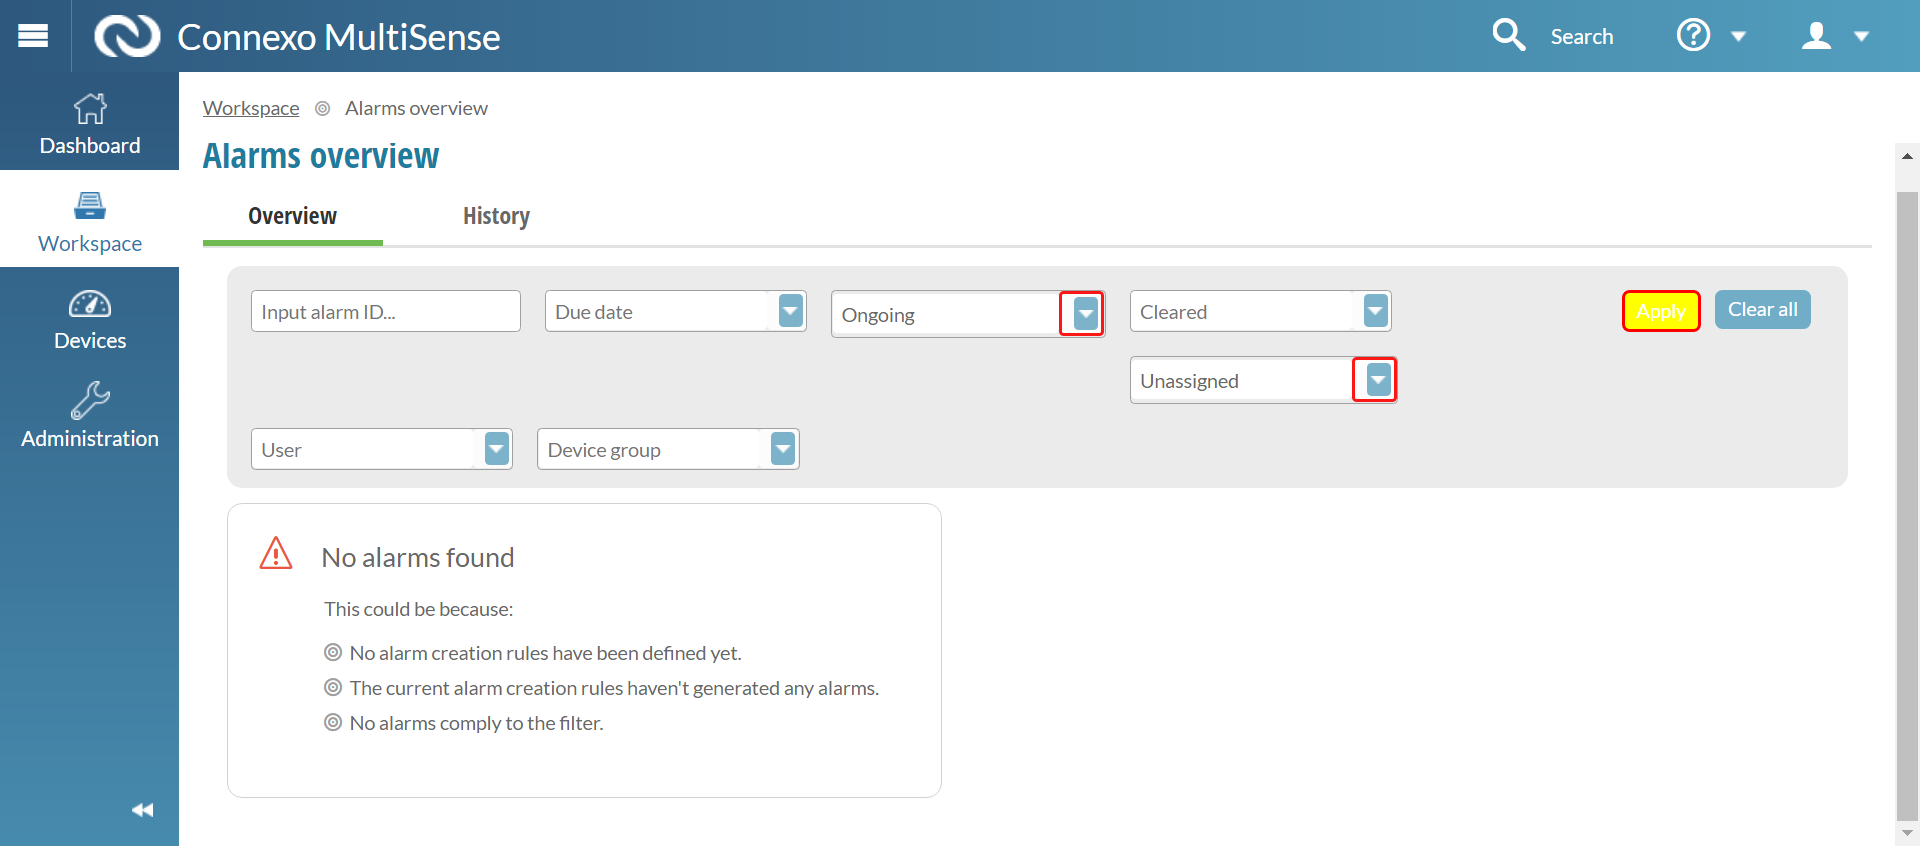 Connexo MultiSense
Search
Dashboard
Workspace
Devices
Administration
Workspace Alarms overview
Alarms overview
Overview
History
Input alarm ID...
Due date
Ongoing
Cleared
Apply
Clear all
Unassigned
User
Device group
No alarms found
This could be because:
No alarm creation rules have been defined yet.
The current alarm creation rules haven't generated any alarms.
No alarms comply to the filter.